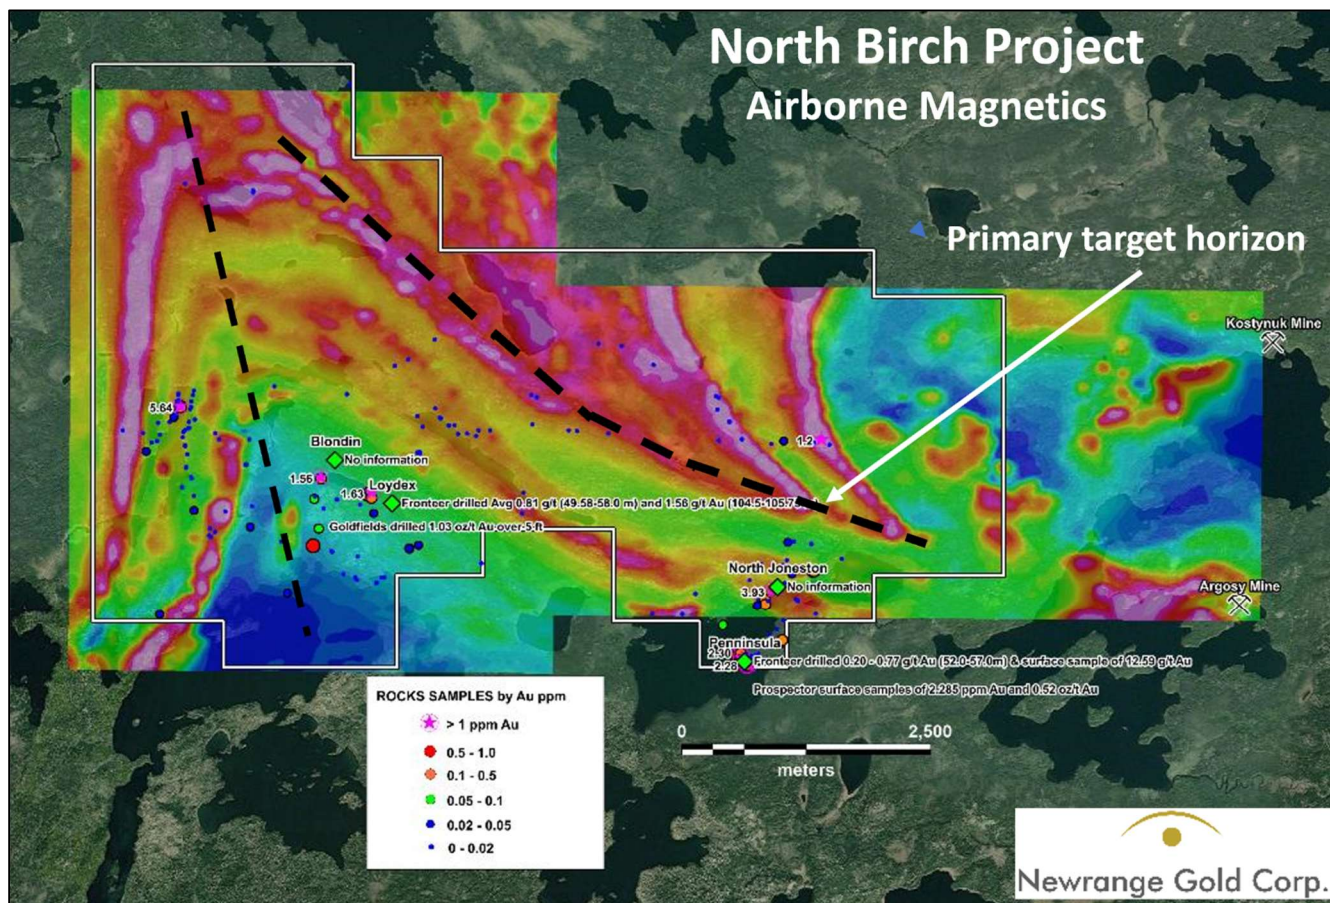 North Birch Project
Airborne Magnetics
Primary target horizon
Kostynuk Mine
5.64
1.2
Blondin
No information
1.56
1.63
Loydex
Fronteer drilled Avg 0.81 g/t (49.58-58.0 m) and 1.56 g/t Au (104.5-105.7
Goldfields drilled 1.03 oz/t Au-over-5-ft
North Joneston
No information
3.93
Argosy Mine
Penninsula
2.30
2.28
Fronteer drilled 0.20 - 0.77 g/t Au (52.0-57.0m) & surface sample of 12.59 g/t Au
Prospector surface samples of 2.285 ppm Au and 0.52 oz/t Au
ROCKS SAMPLES by Au ppm
> 1 ppm Au
0.5 - 1.0
0.1 - 0.5
0.05 - 0.1
0.02 - 0.05
0 - 0.02
0 2,500
meters
Newrange Gold Corp.